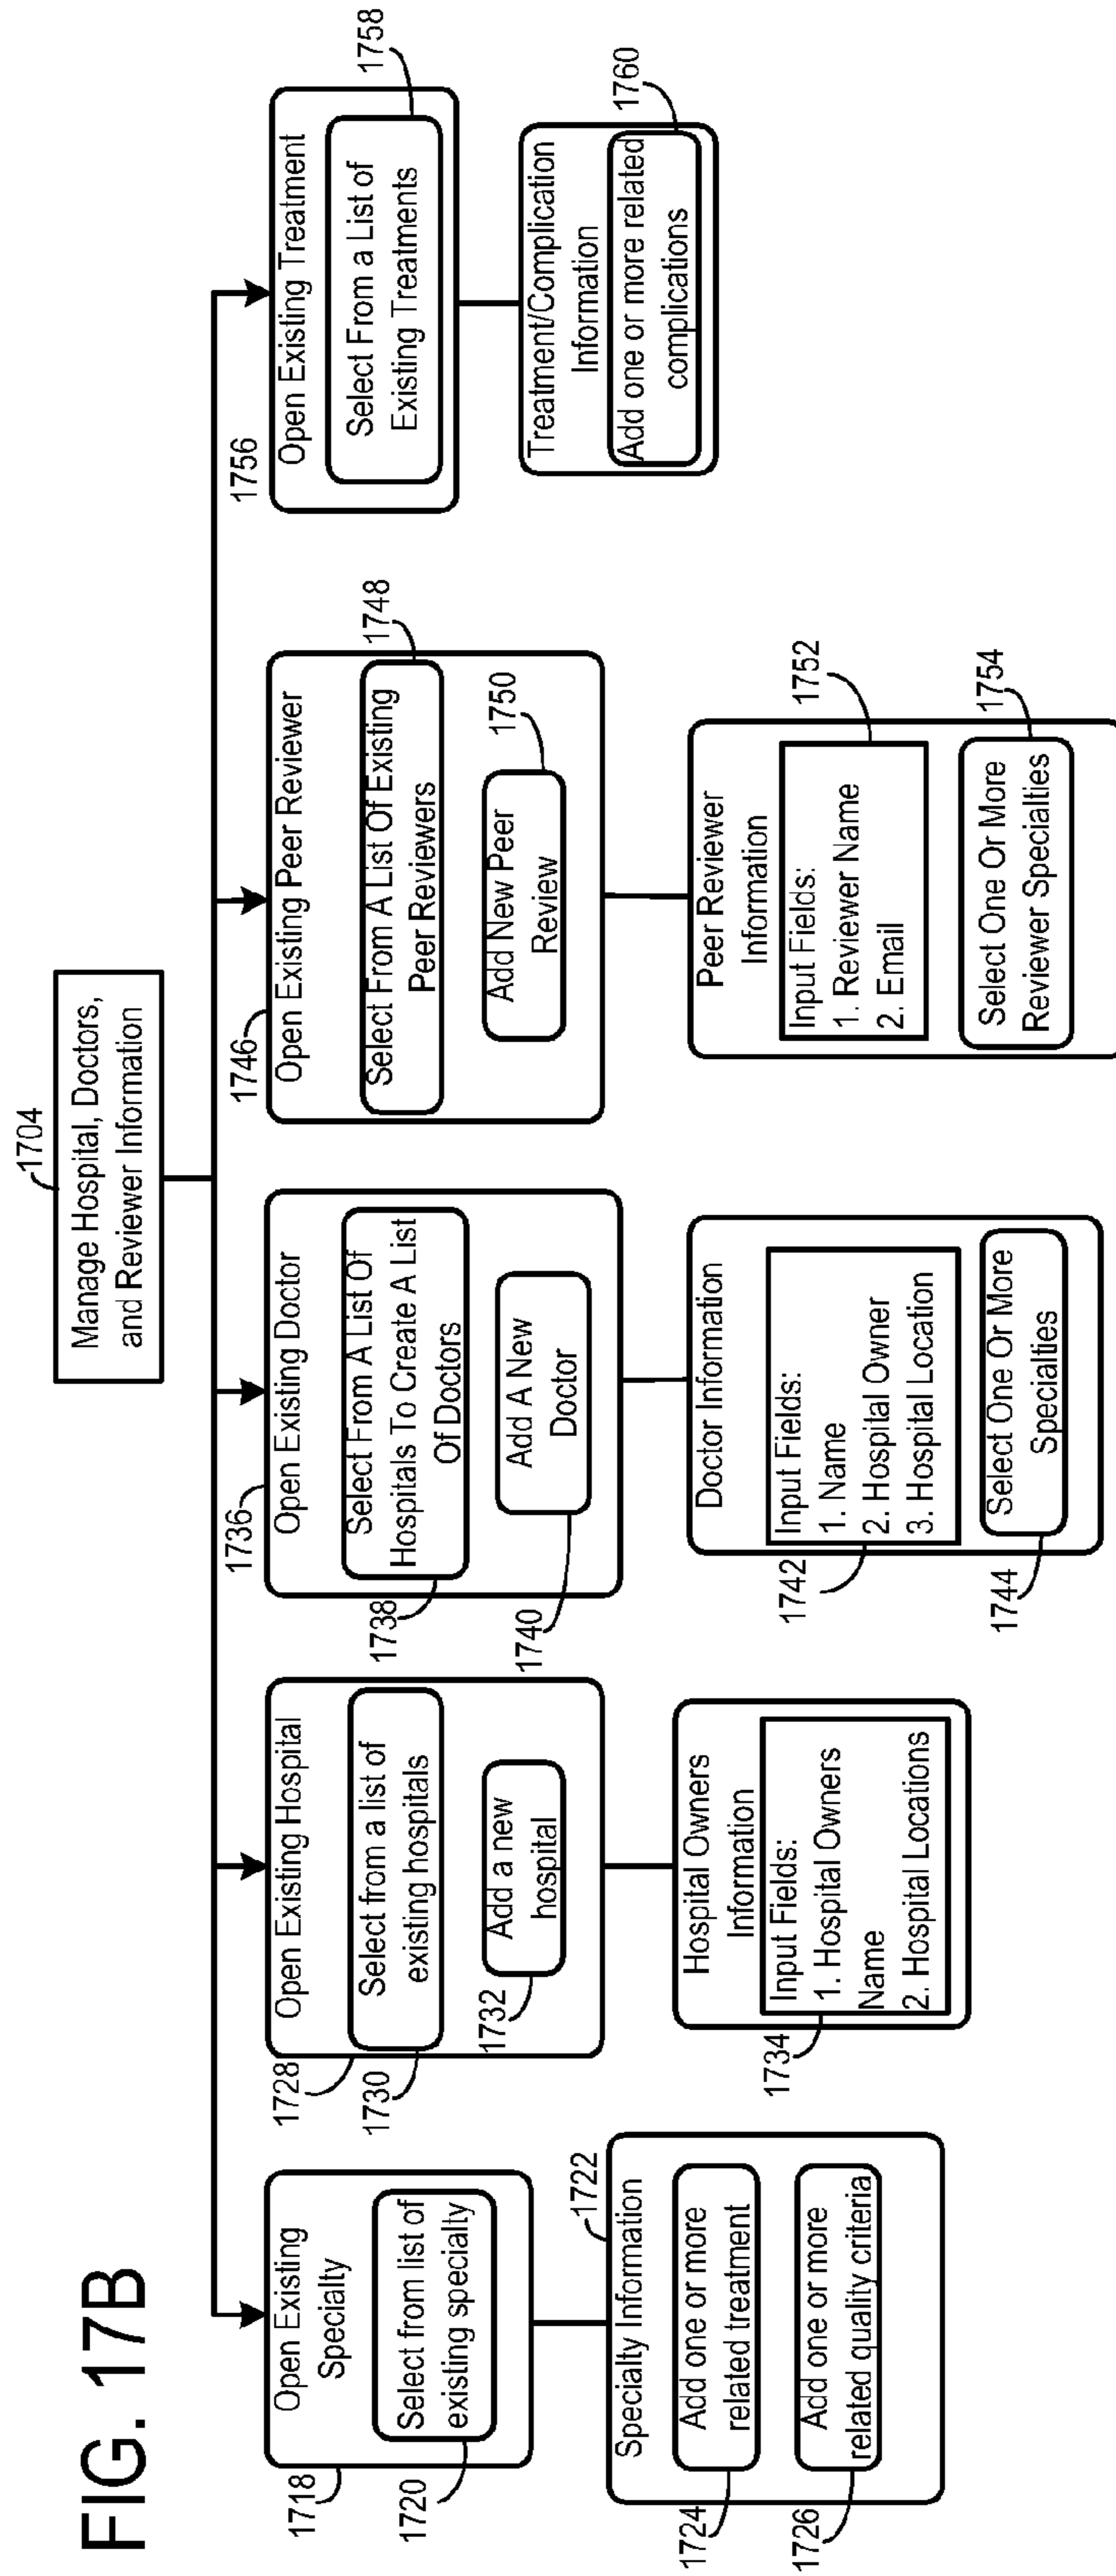 FIG. 17B
1704
Manage Hospital, Doctors,
and Reviewer Information
1718
Open Existing
Specialty
1720
Select from list of
existing specialty
1722
Specialty Information
1724
Add one or more
related treatment
1726
Add one or more
related quality criteria
1728
Open Existing Hospital
1730
Select from a list of
existing hospitals
1732
Add a new
hospital
Hospital Owners
Information
1734
Input Fields:
1. Hospital Owners
Name
2. Hospital Locations
1736
Open Existing Doctor
1738
Select From A List Of
Hospitals To Create A List
Of Doctors
1740
Add A New
Doctor
Doctor Information
1742
Input Fields:
1. Name
2. Hospital Owner
3. Hospital Location
1744
Select One Or More
Specialties
1746
Open Existing Peer Reviewer
1748
Select From A List Of Existing
Peer Reviewers
1750
Add New Peer
Review
Peer Reviewer
Information
1752
Input Fields:
1. Reviewer Name
2. Email
1754
Select One Or More
Reviewer Specialties
1756
Open Existing Treatment
1758
Select From a List of
Existing Treatments
Treatment/Complication
Information
1760
Add one or more related
complications